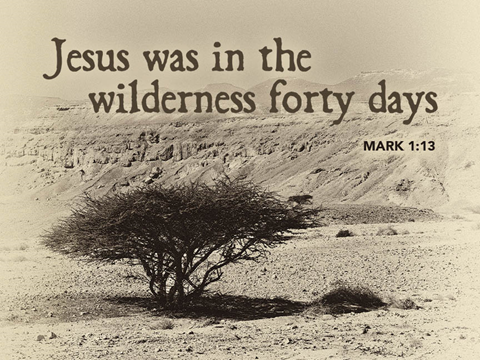 Jesus was in the
wilderness forty days
MARK 1:13